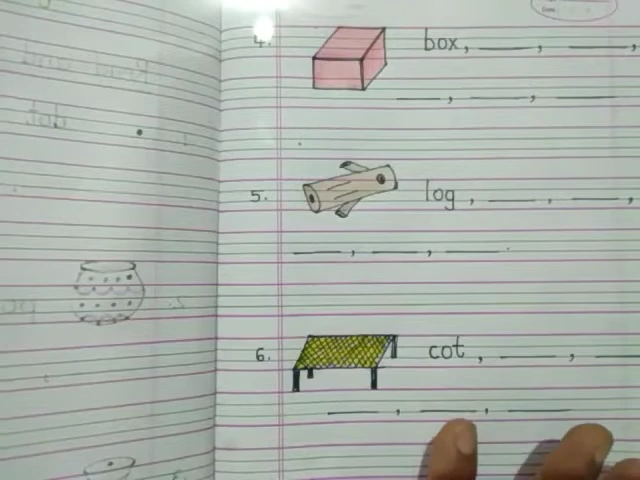 4. box, ___, ___,
___, ___, ___
5. log, ___, ___,
___, ___, ___.
6. cot, ___, ___
___, ___, ___